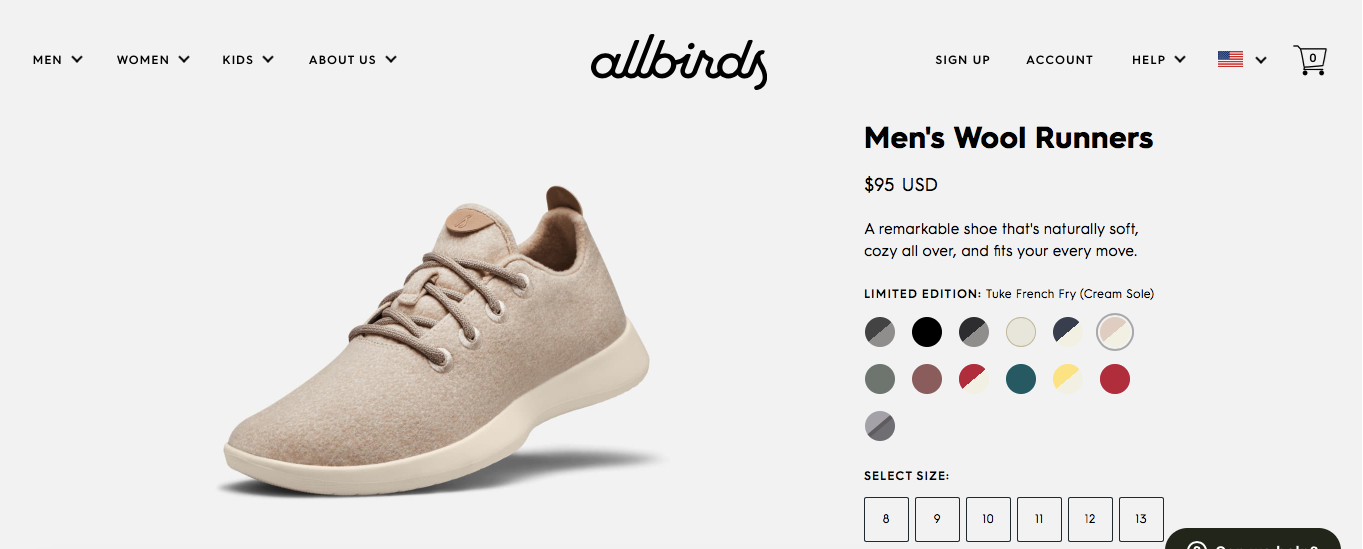 MEN
WOMEN
KIDS
ABOUT US
allbirds
SIGN UP
ACCOUNT
HELP
0
Men's Wool Runners
$95 USD
A remarkable shoe that's naturally soft,
cozy all over, and fits your every move.
LIMITED EDITION: Tuke French Fry (Cream Sole)
SELECT SIZE:
8
9
10
11
12
13